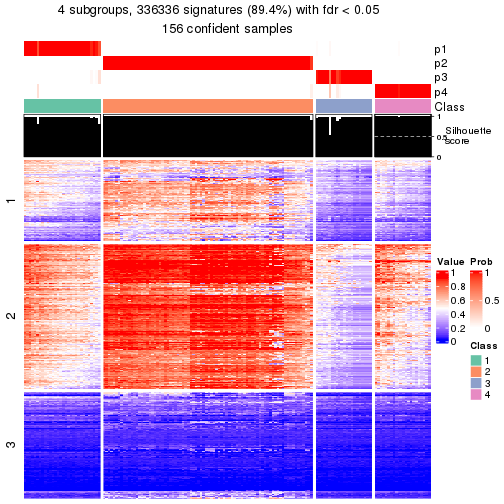 4 subgroups, 336336 signatures (89.4%) with fdr < 0.05
156 confident samples
p1
p2
p3
p4
Class
1
0.5
0
Silhouette
score
1
2
3
Value
1
0.8
0.6
0.4
0.2
0
Prob
1
0.5
0
Class
1
2
3
4